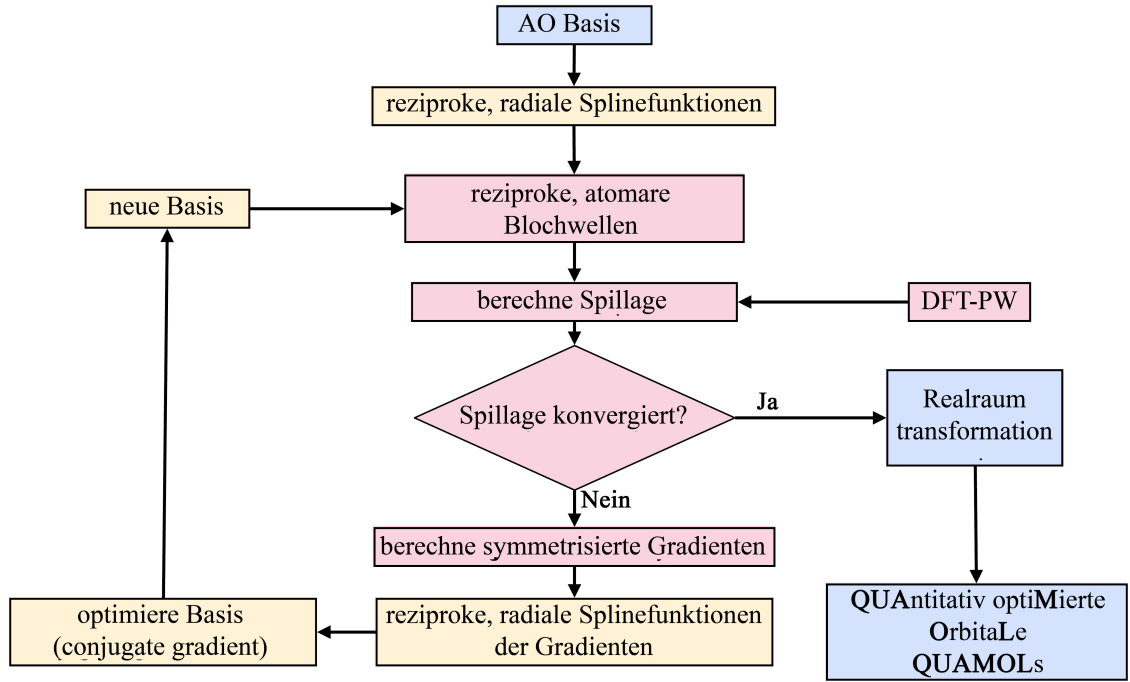 AO Basis
reziproke, radiale Splinefunktionen
neue Basis
reziproke, atomare
Blochwellen
berechne Spillage
DFT-PW
Spillage konvergiert?
Ja
Realraum
transformation
Nein
berechne symmetrisierte Gradienten
optimiere Basis
(conjugate gradient)
reziproke, radiale Splinefunktionen
der Gradienten
QUAntitativ optiMierte
OrbitaLe
QUAMOLs